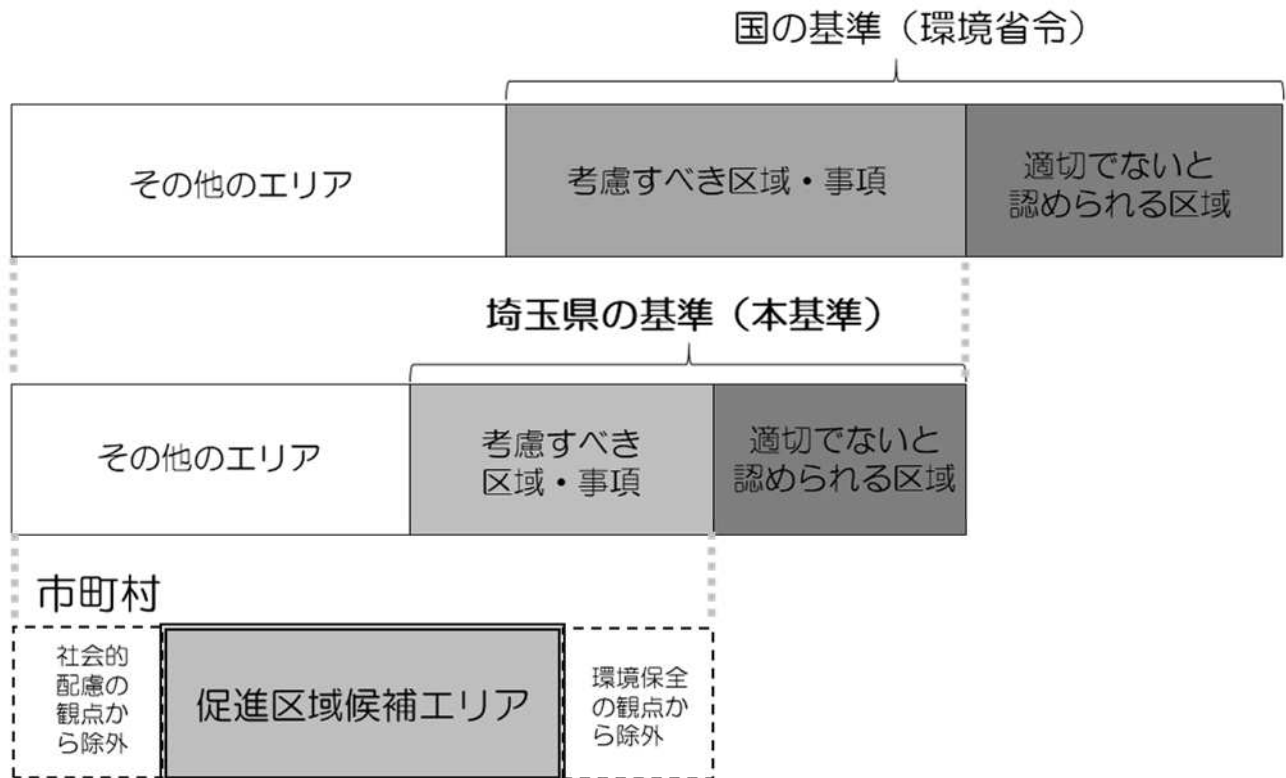 国の基準（環境省令）
その他のエリア
考慮すべき区域・事項
適切でないと
認められる区域
埼玉県の基準（本基準）
その他のエリア
考慮すべき
区域・事項
適切でないと
認められる区域
市町村
社会的
配慮の
観点か
ら除外
促進区域候補エリア
環境保全
の観点か
ら除外